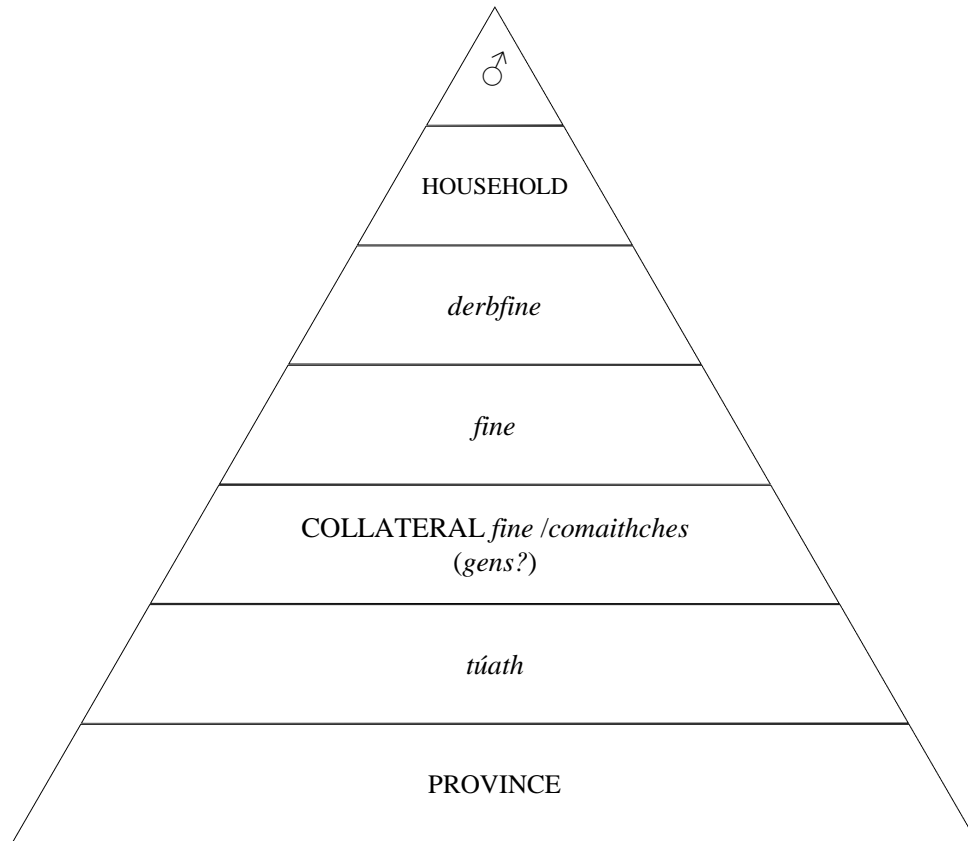 ♂
HOUSEHOLD
derbfine
fine
COLLATERAL fine /comaithches
(gens?)
túath
PROVINCE